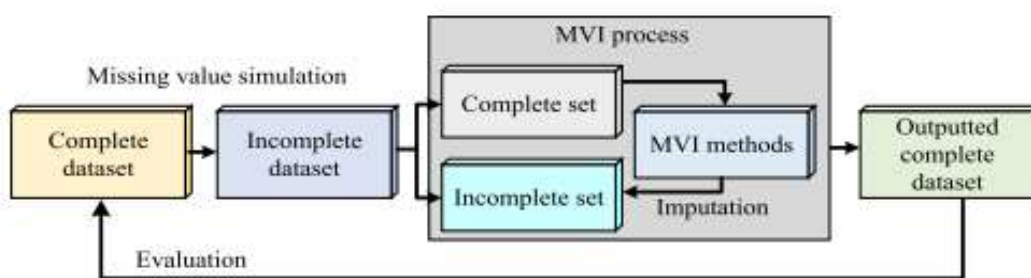 MVI process
Missing value simulation
Complete
dataset
Incomplete
dataset
Complete set
Incomplete set
MVI methods
Imputation
Outputted
complete
dataset
Evaluation